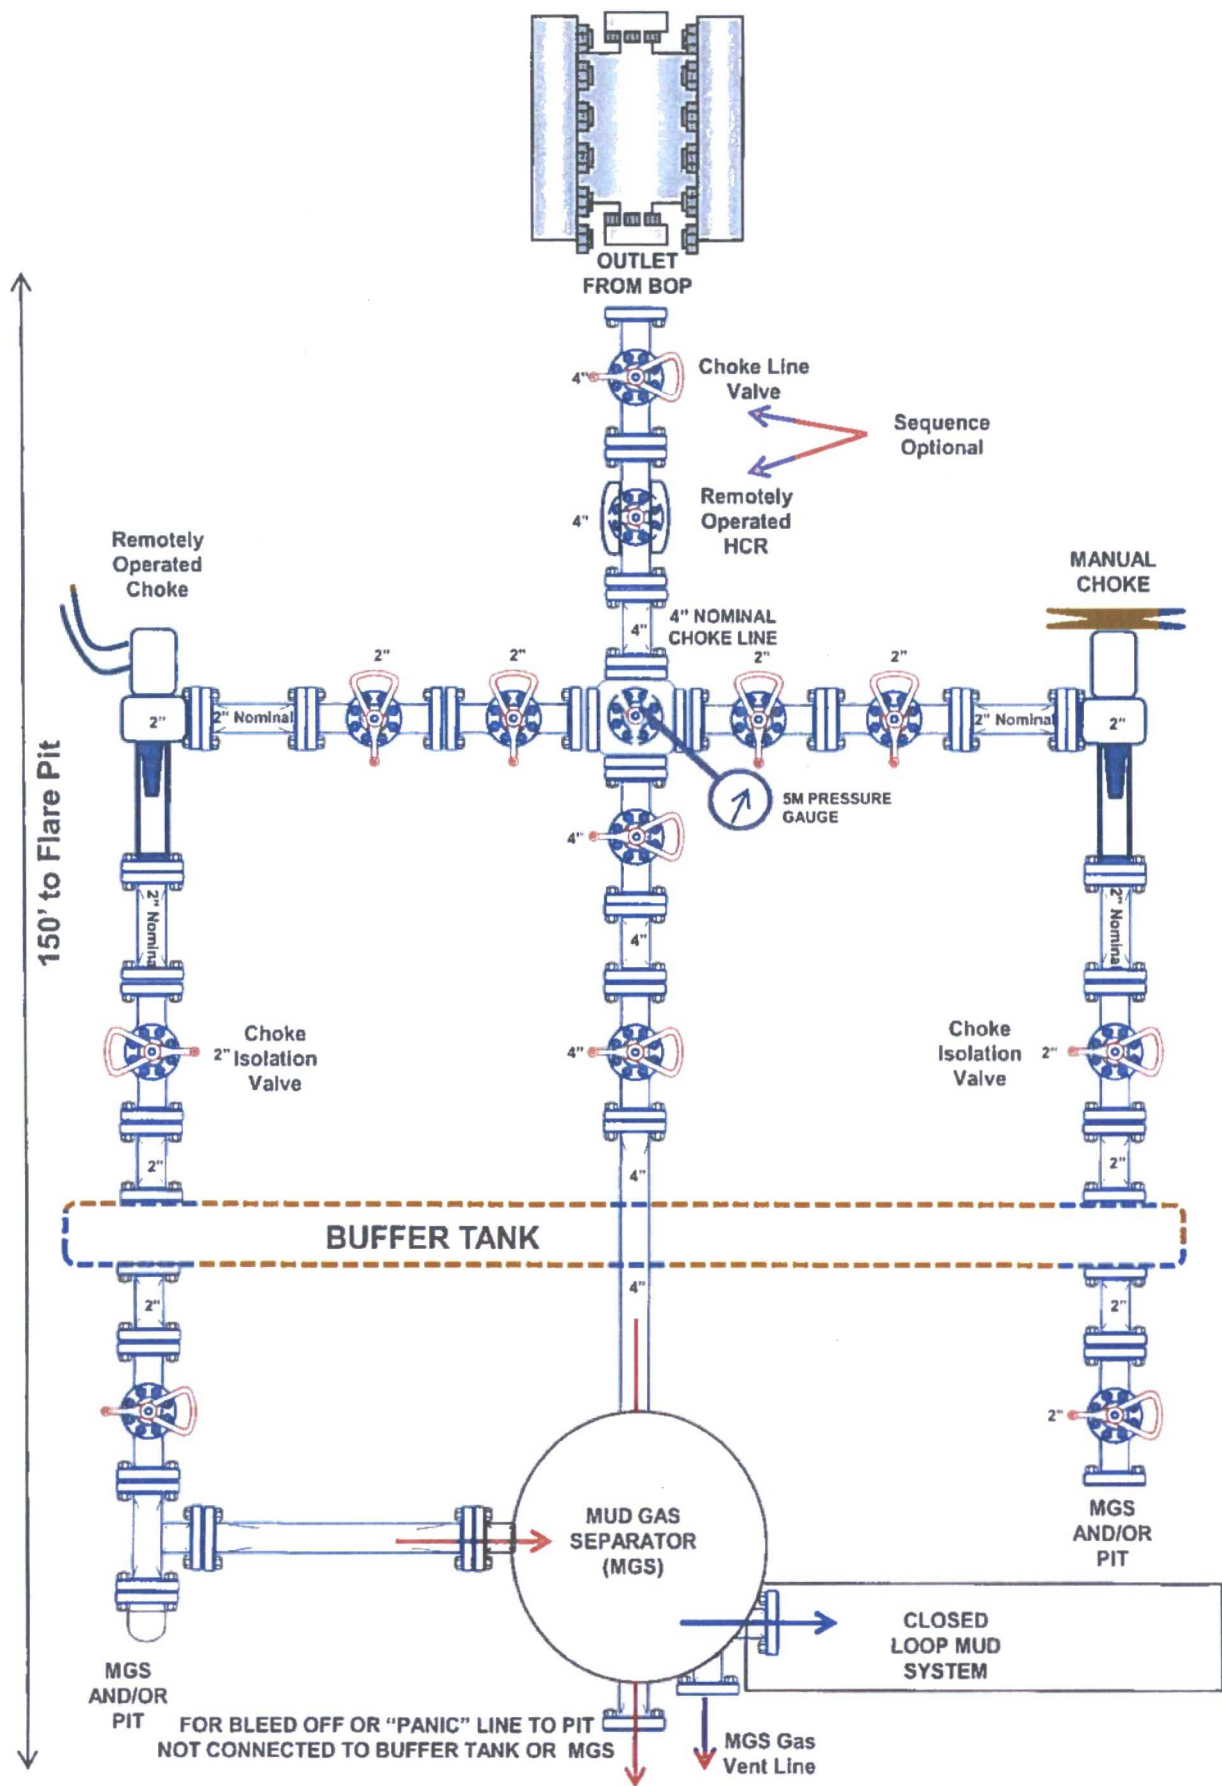 OUTLET
FROM BOP
4"
Choke Line
Valve
Sequence
Optional
4"
Remotely
Operated
HCR
Remotely
Operated
Choke
MANUAL
CHOKE
4"
4" NOMINAL
CHOKE LINE
2"
2"
2"
2"
2"
2" Nominal
2" Nominal
2"
5M PRESSURE
GAUGE
4"
150' to Flare Pit
2" Nominal
4"
2" Nominal
2"
Choke
Isolation
Valve
4"
Choke
Isolation
Valve
2"
2"
4"
2"
BUFFER TANK
2"
4"
2"
2"
MUD GAS
SEPARATOR
(MGS)
MGS
AND/OR
PIT
CLOSED
LOOP MUD
SYSTEM
MGS
AND/OR
PIT
FOR BLEED OFF OR “PANIC” LINE TO PIT
NOT CONNECTED TO BUFFER TANK OR MGS
MGS Gas
Vent Line